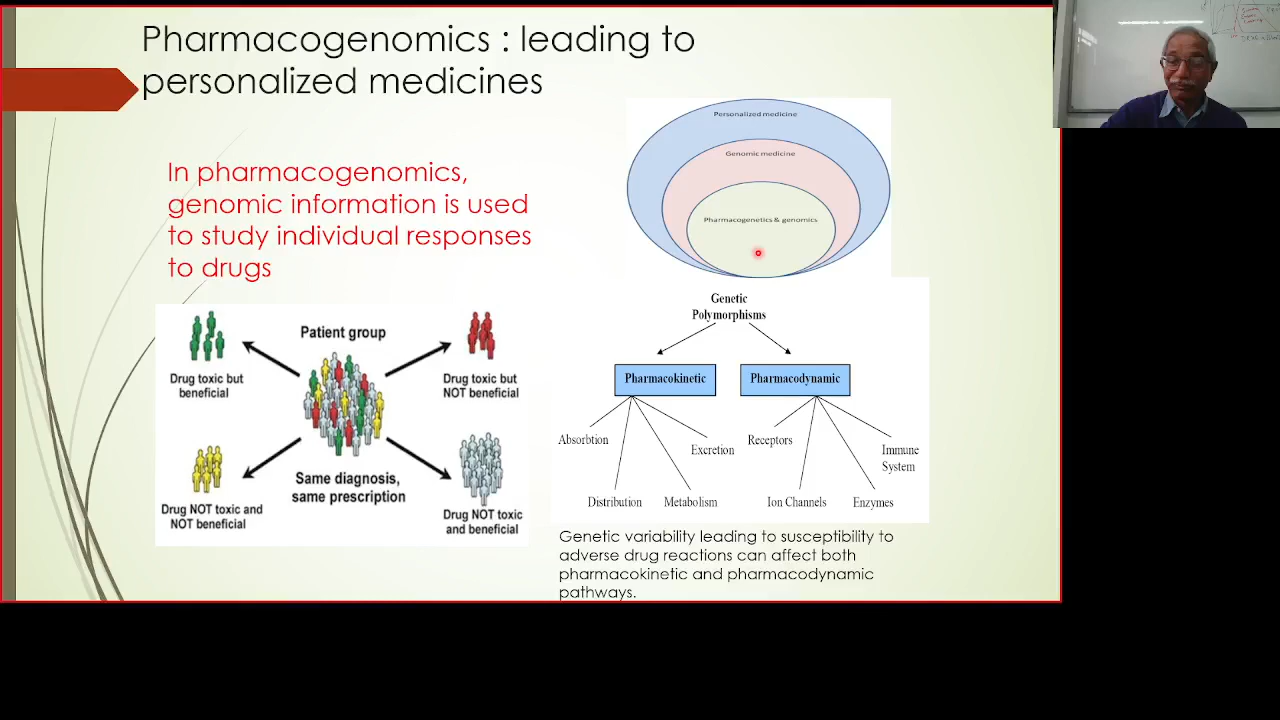 Pharmacogenomics : leading to
personalized medicines
In pharmacogenomics,
genomic information is used
to study individual responses
to drugs
Personalized medicine
Genomic medicine
Pharmacogenetics & genomics
Patient group
Drug toxic but
beneficial
Drug toxic but
NOT beneficial
Same diagnosis,
same prescription
Drug NOT toxic and
NOT beneficial
Drug NOT toxic
and beneficial
Genetic
Polymorphisms
Pharmacokinetic
Pharmacodynamic
Absorbtion
Excretion
Distribution
Metabolism
Receptors
Immune
System
Ion Channels
Enzymes
Genetic variability leading to susceptibility to
adverse drug reactions can affect both
pharmacokinetic and pharmacodynamic
pathways.